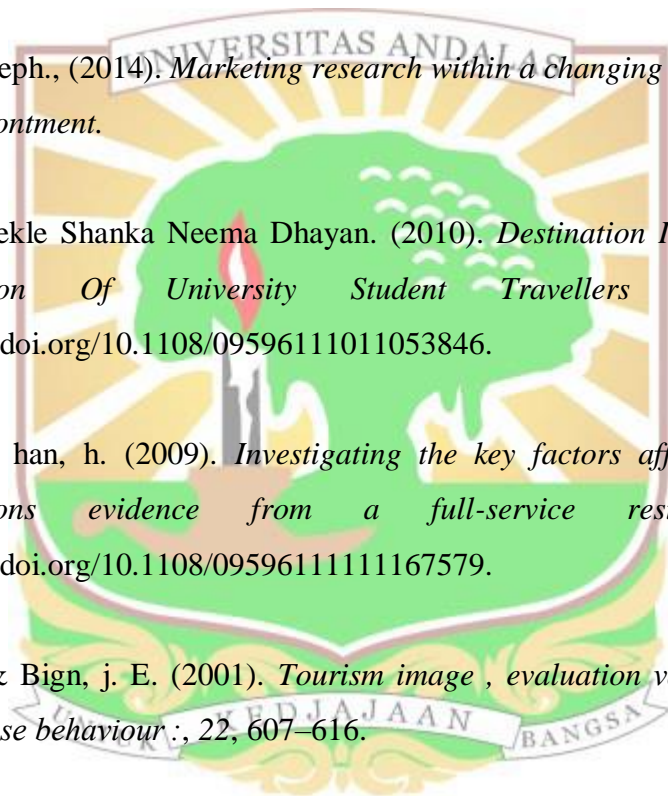 UNIVERSITAS ANDALAS
eph., (2014). Marketing research within a changing
ontment.
ekle Shanka Neema Dhayan. (2010). Destination I
on Of University Student Travellers
doi.org/10.1108/09596111011053846.
han, h. (2009). Investigating the key factors aff
ons evidence from a full-service res
doi.org/10.1108/09596111111167579.
& Bign, j. E. (2001). Tourism image , evaluation v
se behaviour :, 22, 607–616.
UNTUK KEDJAJAAN BANGSA